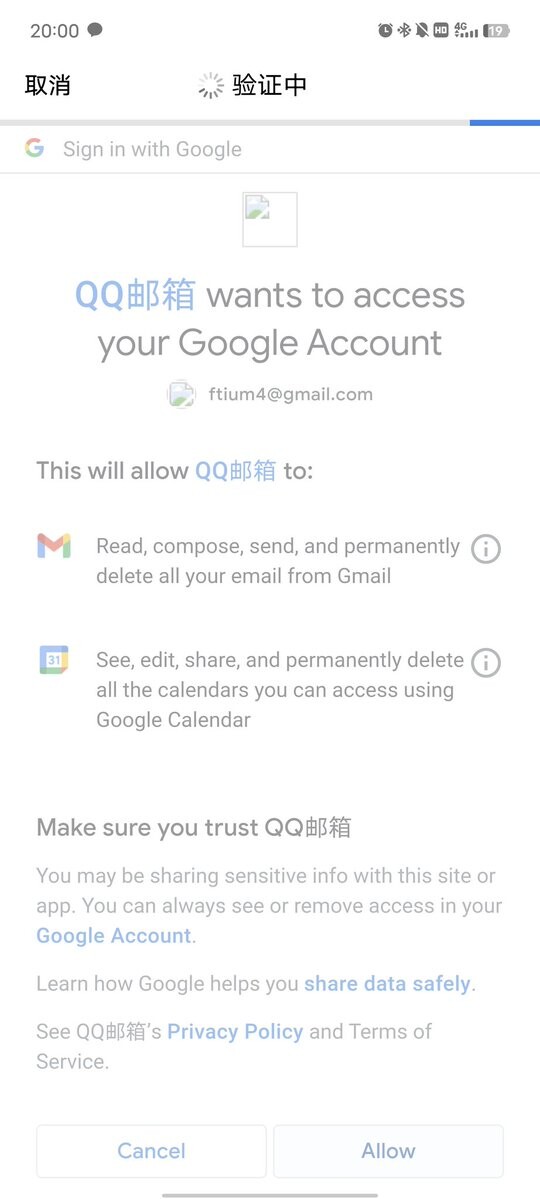 20:00
HD 4G 19
取消
验证中
Sign in with Google
QQ邮箱 wants to access
your Google Account
ftium4@gmail.com
This will allow QQ邮箱 to:
Read, compose, send, and permanently
delete all your email from Gmail
31
See, edit, share, and permanently delete
all the calendars you can access using
Google Calendar
Make sure you trust QQ邮箱
You may be sharing sensitive info with this site or
app. You can always see or remove access in your
Google Account.
Learn how Google helps you share data safely.
See QQ邮箱’s Privacy Policy and Terms of
Service.
Cancel
Allow